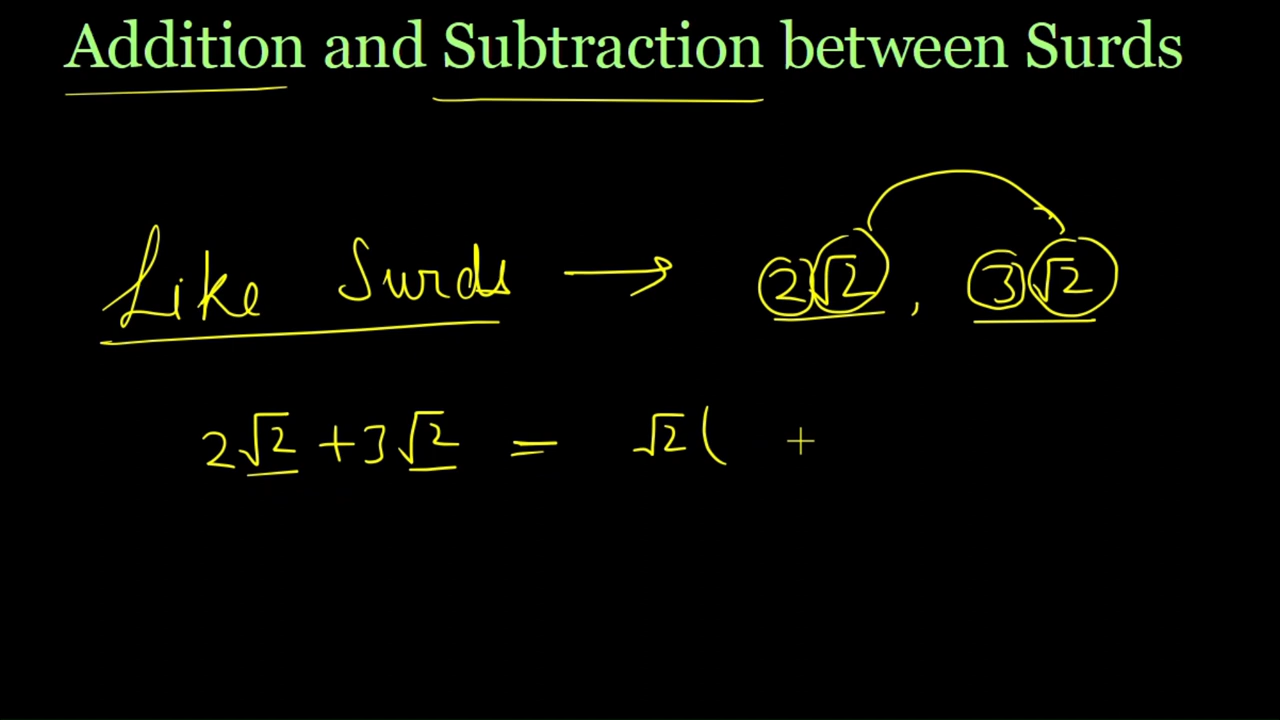 Addition and Subtraction between Surds
Like Surds → 2√2, 3√2
2√2 + 3√2 = √2( +